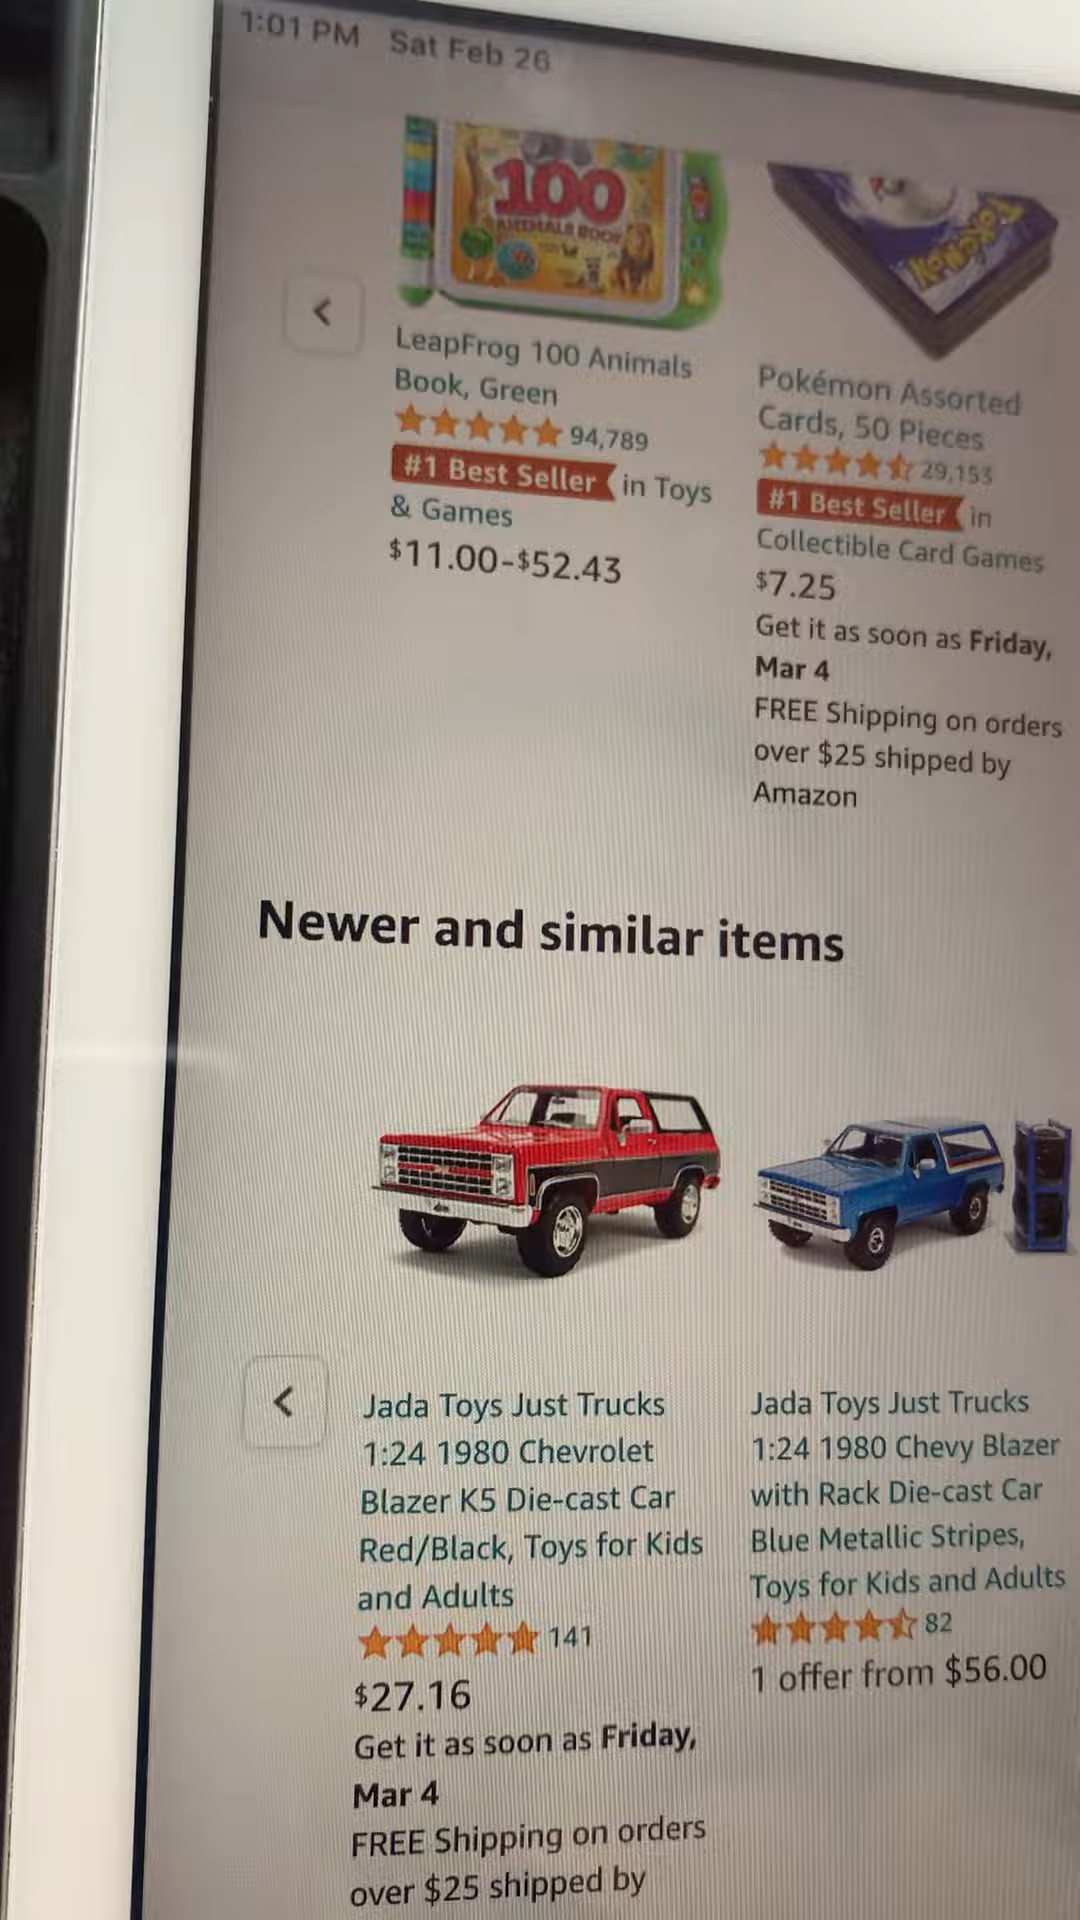 1:01 PM Sat Feb 26
100
ANIMALS BOOK
POKéMON
LeapFrog 100 Animals
Book, Green
94,789
#1 Best Seller in Toys
& Games
$11.00-$52.43
Pokémon Assorted
Cards, 50 Pieces
29,153
#1 Best Seller in
Collectible Card Games
$7.25
Get it as soon as Friday,
Mar 4
FREE Shipping on orders
over $25 shipped by
Amazon
Newer and similar items
Jada Toys Just Trucks
1:24 1980 Chevrolet
Blazer K5 Die-cast Car
Red/Black, Toys for Kids
and Adults
141
$27.16
Get it as soon as Friday,
Mar 4
FREE Shipping on orders
over $25 shipped by
Jada Toys Just Trucks
1:24 1980 Chevy Blazer
with Rack Die-cast Car
Blue Metallic Stripes,
Toys for Kids and Adults
82
1 offer from $56.00